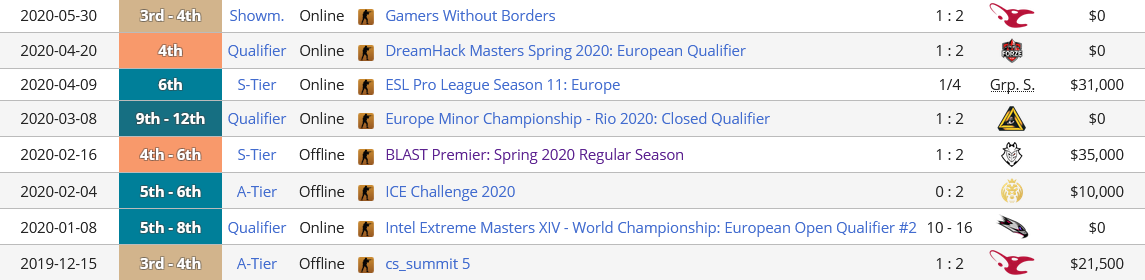 2020-05-30 3rd - 4th Showm. Online Gamers Without Borders 1 : 2 $0
2020-04-20 4th Qualifier Online DreamHack Masters Spring 2020: European Qualifier 1 : 2 FORZE $0
2020-04-09 6th S-Tier Online ESL Pro League Season 11: Europe 1/4 Grp. S. $31,000
2020-03-08 9th - 12th Qualifier Online Europe Minor Championship - Rio 2020: Closed Qualifier 1 : 2 $0
2020-02-16 4th - 6th S-Tier Offline BLAST Premier: Spring 2020 Regular Season 1 : 2 $35,000
2020-02-04 5th - 6th A-Tier Offline ICE Challenge 2020 0 : 2 $10,000
2020-01-08 5th - 8th Qualifier Online Intel Extreme Masters XIV - World Championship: European Open Qualifier #2 10 - 16 $0
2019-12-15 3rd - 4th A-Tier Offline cs_summit 5 1 : 2 $21,500